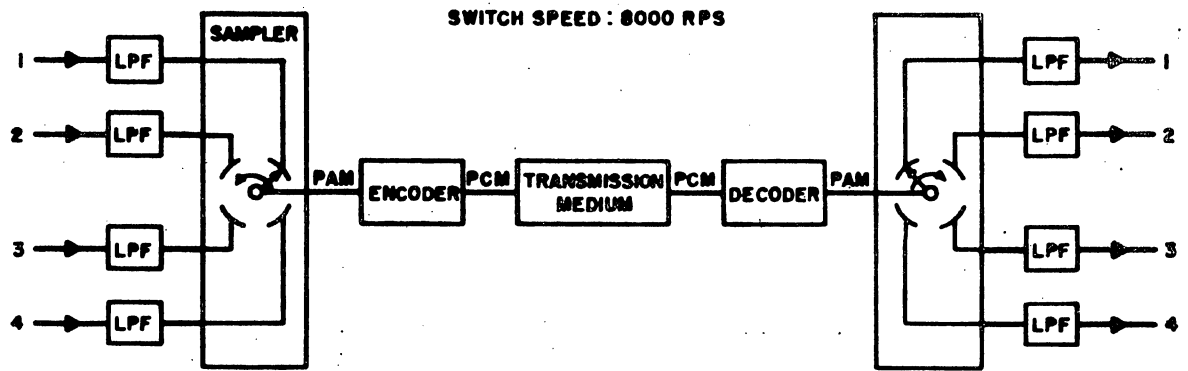 SWITCH SPEED : 8000 RPS
SAMPLER
1 LPF
2 LPF
3 LPF
4 LPF
PAM
ENCODER
PCM
TRANSMISSION
MEDIUM
PCM
DECODER
PAM
LPF 1
LPF 2
LPF 3
LPF 4